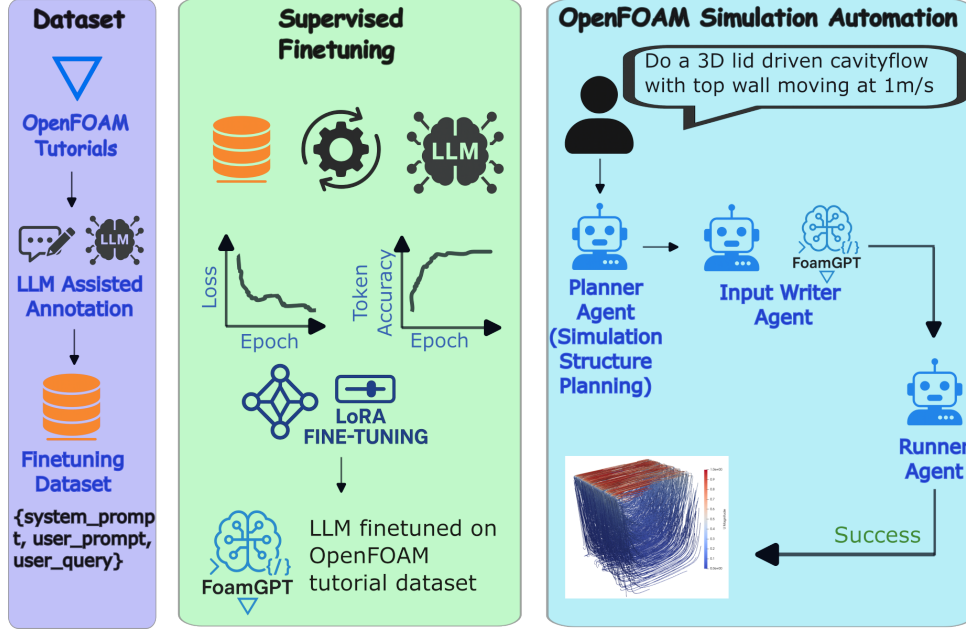 Dataset
OpenFOAM
Tutorials
LLM
LLM Assisted
Annotation
Finetuning
Dataset
{system_promp
t, user_prompt,
user_query}
Supervised
Finetuning
LLM
Loss
Epoch
Token
Accuracy
Epoch
LoRA
FINE-TUNING
FoamGPT
LLM finetuned on
OpenFOAM
tutorial dataset
OpenFOAM Simulation Automation
Do a 3D lid driven cavityflow
with top wall moving at 1m/s
Planner
Agent
(Simulation
Structure
Planning)
FoamGPT
Input Writer
Agent
Runner
Agent
Success